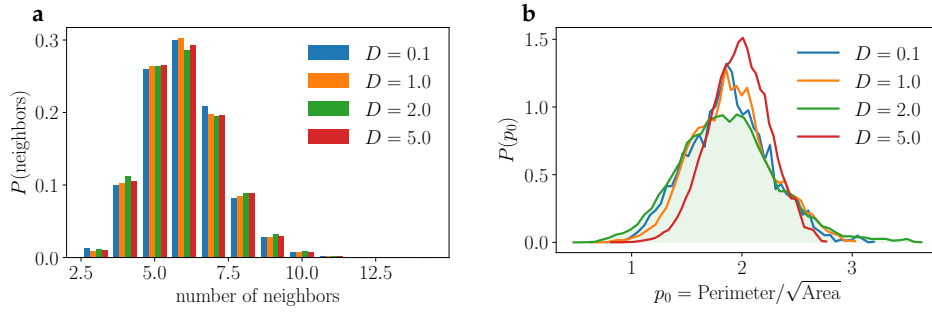 a
P(neighbors)
0.3
0.2
0.1
0.0
2.5 5.0 7.5 10.0 12.5
number of neighbors
D = 0.1
D = 1.0
D = 2.0
D = 5.0
b
P(p₀)
1.5
1.0
0.5
0.0
1 2 3
p₀ = Perimeter/√Area
D = 0.1
D = 1.0
D = 2.0
D = 5.0